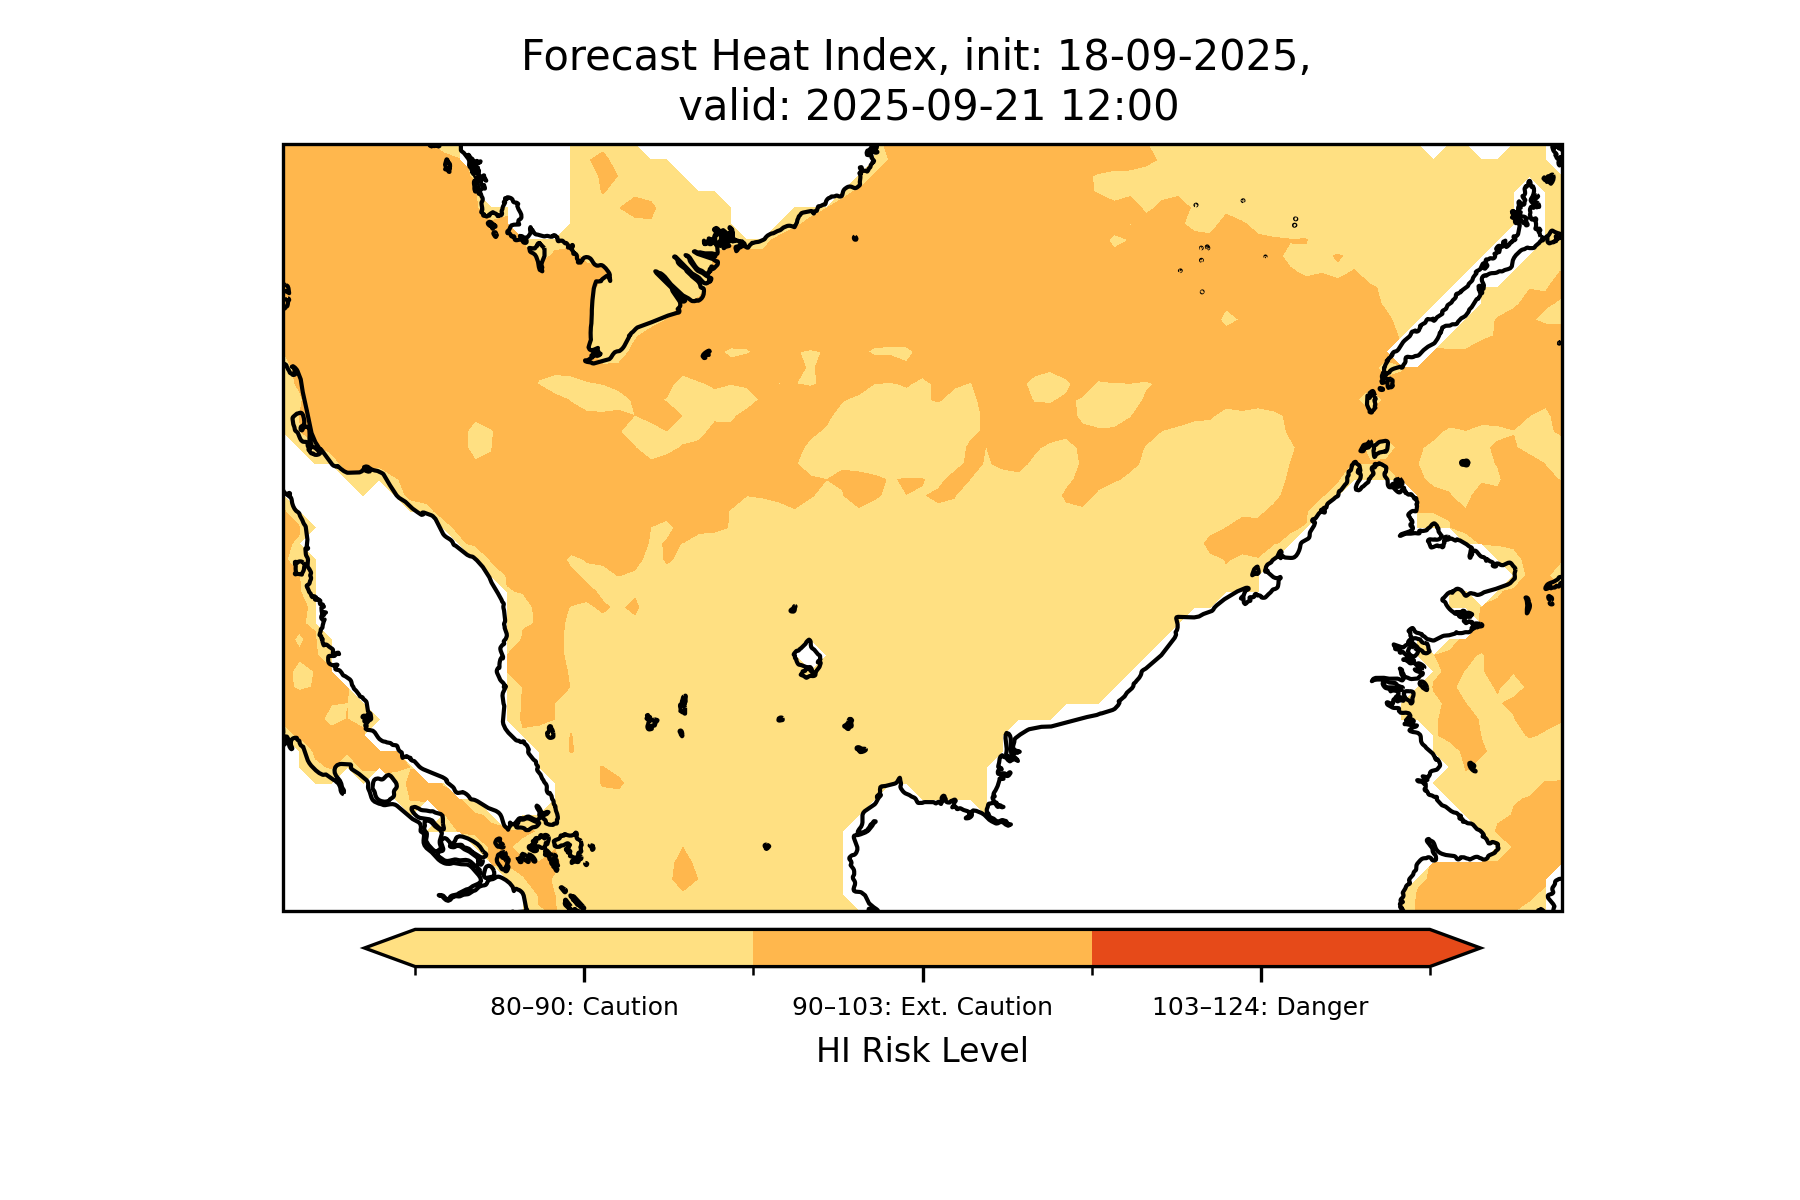 Forecast Heat Index, init: 18-09-2025,
valid: 2025-09-21 12:00
80–90: Caution
90–103: Ext. Caution
103–124: Danger
HI Risk Level